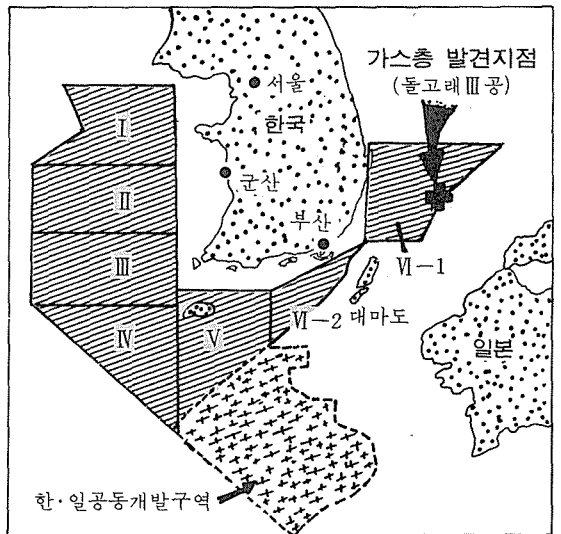 가스층 발견지점
(돌고래Ⅲ공)
서울
한국
Ⅰ
군산
Ⅱ
부산
Ⅲ
Ⅵ-1
Ⅳ
Ⅴ
Ⅵ-2
대마도
일본
한·일공동개발구역